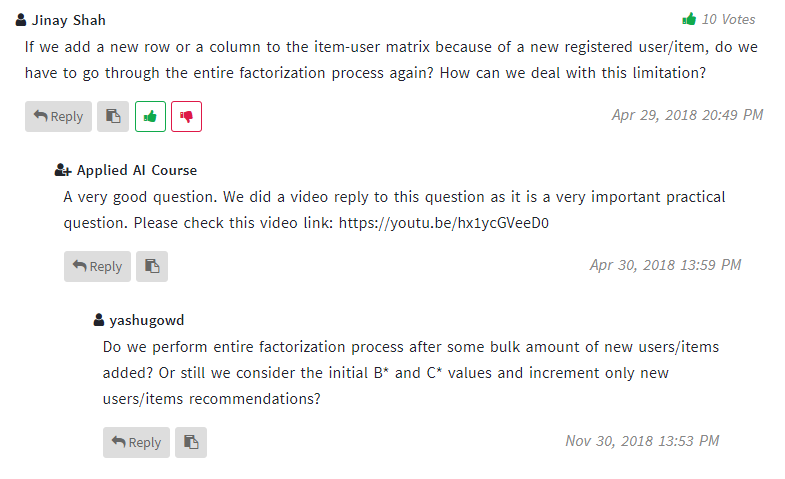 Jinay Shah 10 Votes
If we add a new row or a column to the item-user matrix because of a new registered user/item, do we
have to go through the entire factorization process again? How can we deal with this limitation?
Reply Apr 29, 2018 20:49 PM
Applied AI Course
A very good question. We did a video reply to this question as it is a very important practical
question. Please check this video link: https://youtu.be/hx1ycGVeeD0
Reply Apr 30, 2018 13:59 PM
yashugowd
Do we perform entire factorization process after some bulk amount of new users/items
added? Or still we consider the initial B* and C* values and increment only new
users/items recommendations?
Reply Nov 30, 2018 13:53 PM